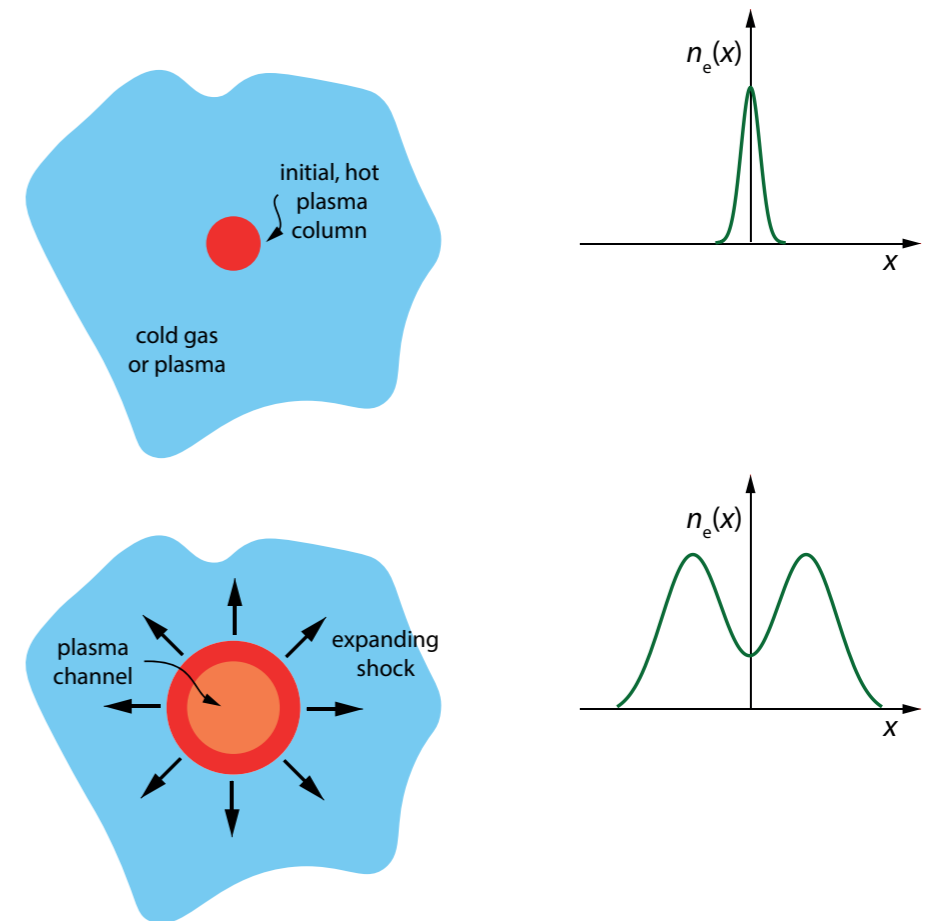 initial, hot
plasma
column
cold gas
or plasma
nₑ(x)
x
plasma
channel
expanding
shock
nₑ(x)
x